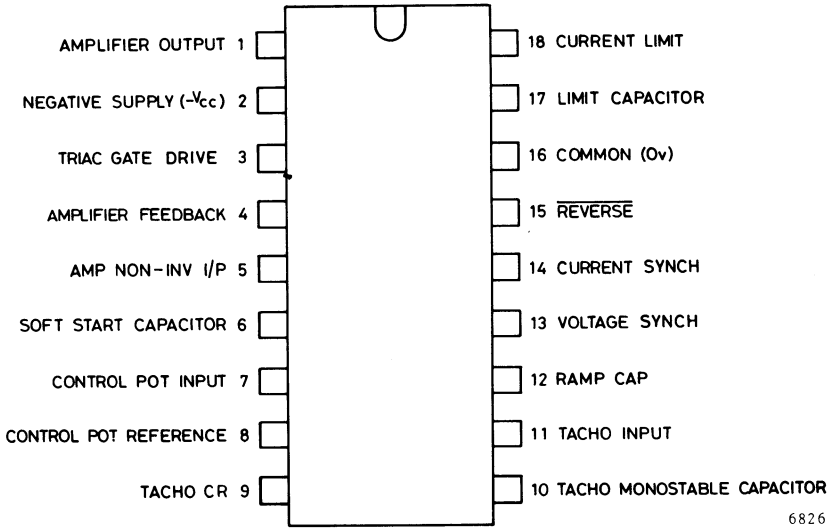 AMPLIFIER OUTPUT 1
NEGATIVE SUPPLY (-Vcc) 2
TRIAC GATE DRIVE 3
AMPLIFIER FEEDBACK 4
AMP NON-INV I/P 5
SOFT START CAPACITOR 6
CONTROL POT INPUT 7
CONTROL POT REFERENCE 8
TACHO CR 9
18 CURRENT LIMIT
17 LIMIT CAPACITOR
16 COMMON (Ov)
15 REVERSE
14 CURRENT SYNCH
13 VOLTAGE SYNCH
12 RAMP CAP
11 TACHO INPUT
10 TACHO MONOSTABLE CAPACITOR
6826